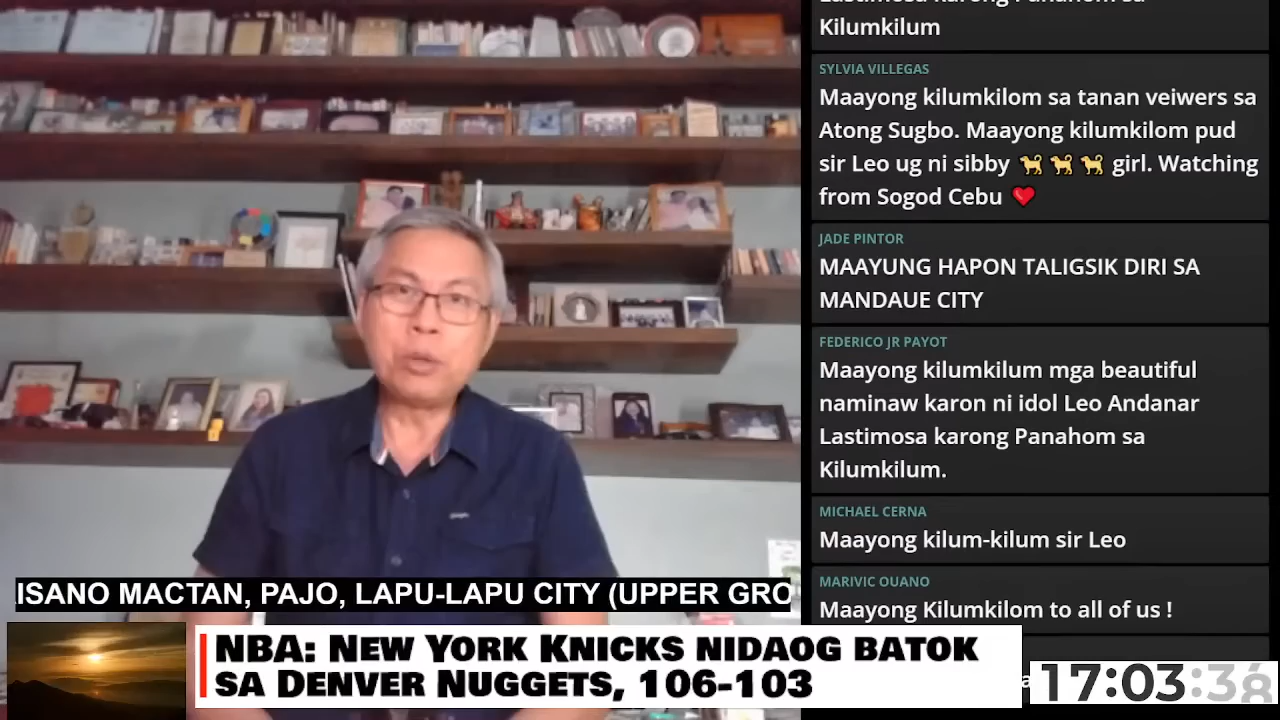 Kilumkilum
SYLVIA VILLEGAS
Maayong kilumkilom sa tanan veiwers sa
Atong Sugbo. Maayong kilumkilom pud
sir Leo ug ni sibby 🐕 🐕 🐕 girl. Watching
from Sogod Cebu ❤️
JADE PINTOR
MAAYUNG HAPON TALIGSIK DIRI SA
MANDAUE CITY
FEDERICO JR PAYOT
Maayong kilumkilum mga beautiful
naminaw karon ni idol Leo Andanar
Lastimosa karong Panahom sa
Kilumkilum.
MICHAEL CERNA
Maayong kilum-kilum sir Leo
MARIVIC OUANO
Maayong Kilumkilom to all of us !
ISANO MACTAN, PAJO, LAPU-LAPU CITY (UPPER GRO
NBA: NEW YORK KNICKS NIDAOG BATOK
SA DENVER NUGGETS, 106-103
17:03:3